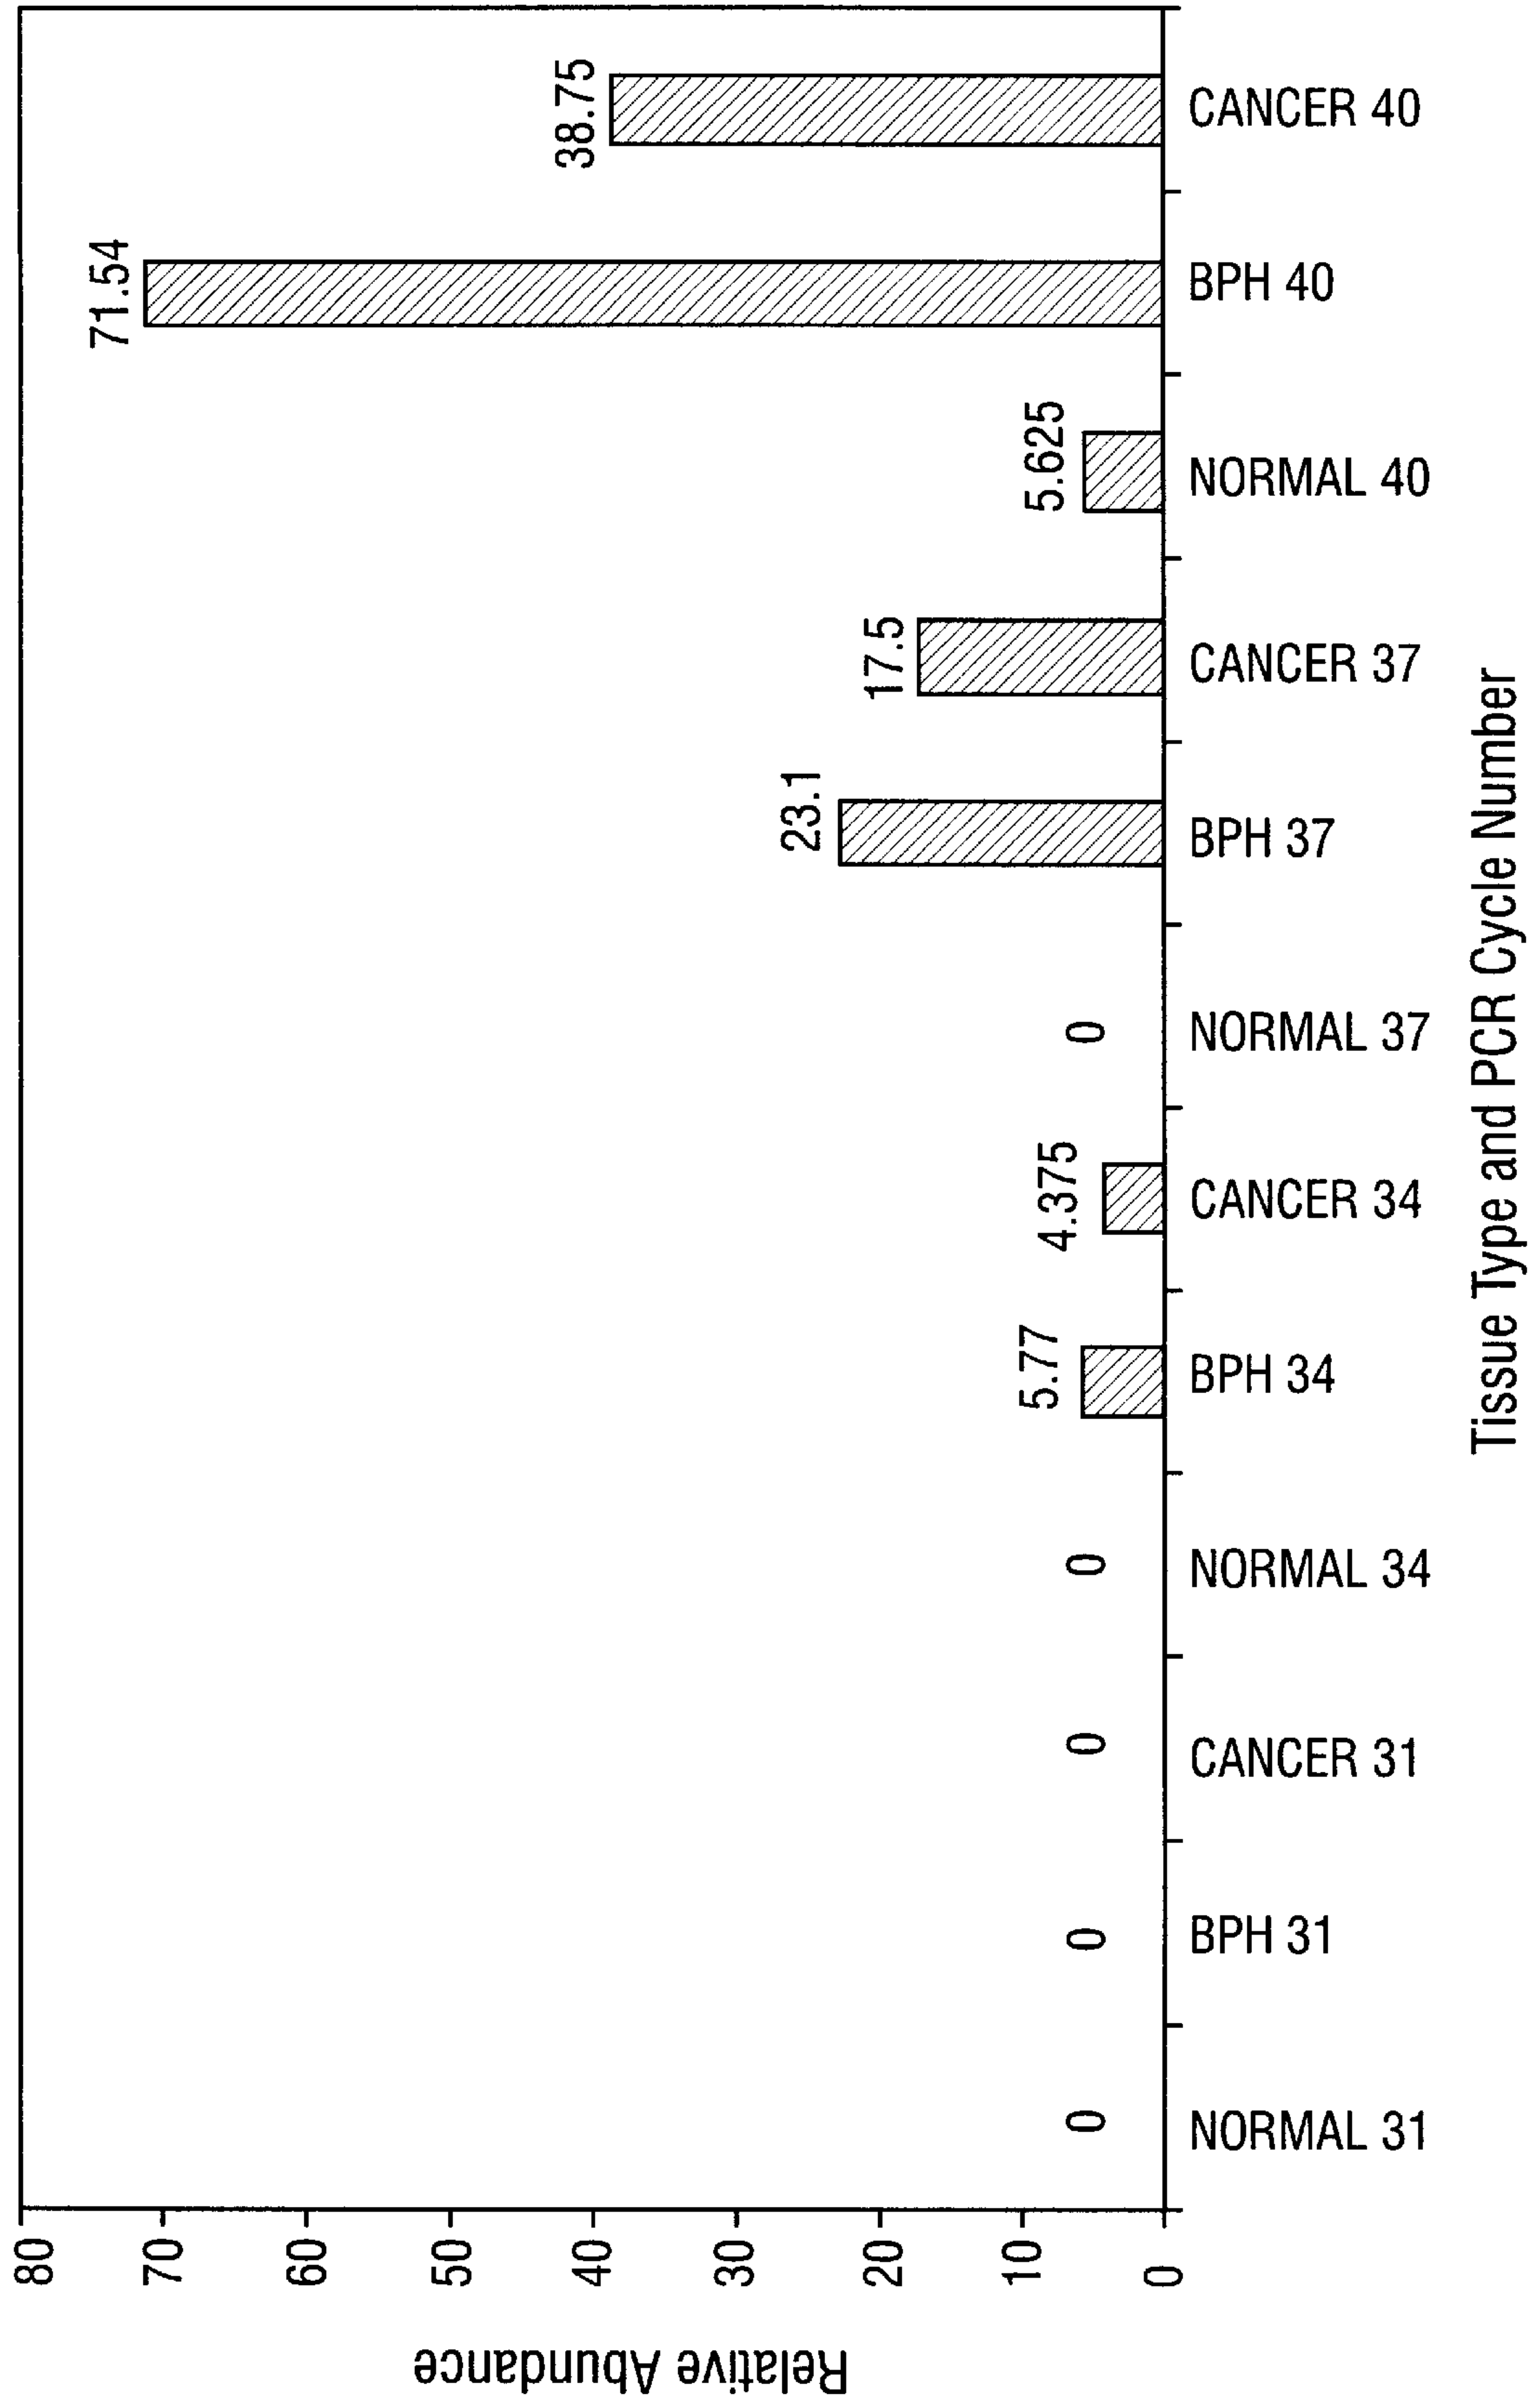 Relative Abundance
80
70
60
50
40
30
20
10
0
0
0
0
0
5.77
4.375
0
23.1
17.5
5.625
71.54
38.75
NORMAL 31
BPH 31
CANCER 31
NORMAL 34
BPH 34
CANCER 34
NORMAL 37
BPH 37
CANCER 37
NORMAL 40
BPH 40
CANCER 40
Tissue Type and PCR Cycle Number